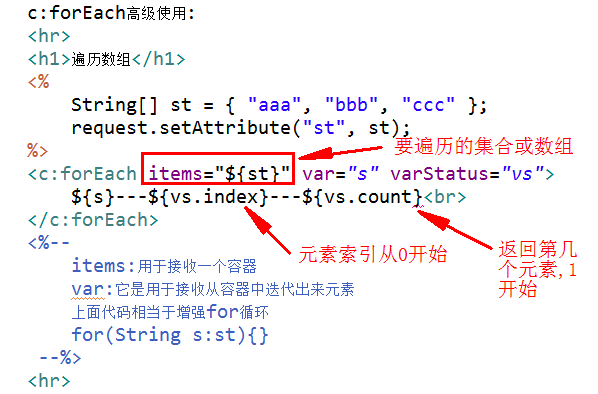 c:forEach高级使用:
<hr>
<h1>遍历数组</h1>
<%
String[] st = { "aaa", "bbb", "ccc" };
request.setAttribute("st", st);
%>
要遍历的集合或数组
<c:forEach items="${st}" var="s" varStatus="vs">
${s}---${vs.index}---${vs.count}<br>
</c:forEach>
元素索引从0开始
返回第几
个元素,1
开始
<%--
items:用于接收一个容器
var:它是用于接收从容器中迭代出来元素
上面代码相当于增强for循环
for(String s:st){}
--%>
<hr>